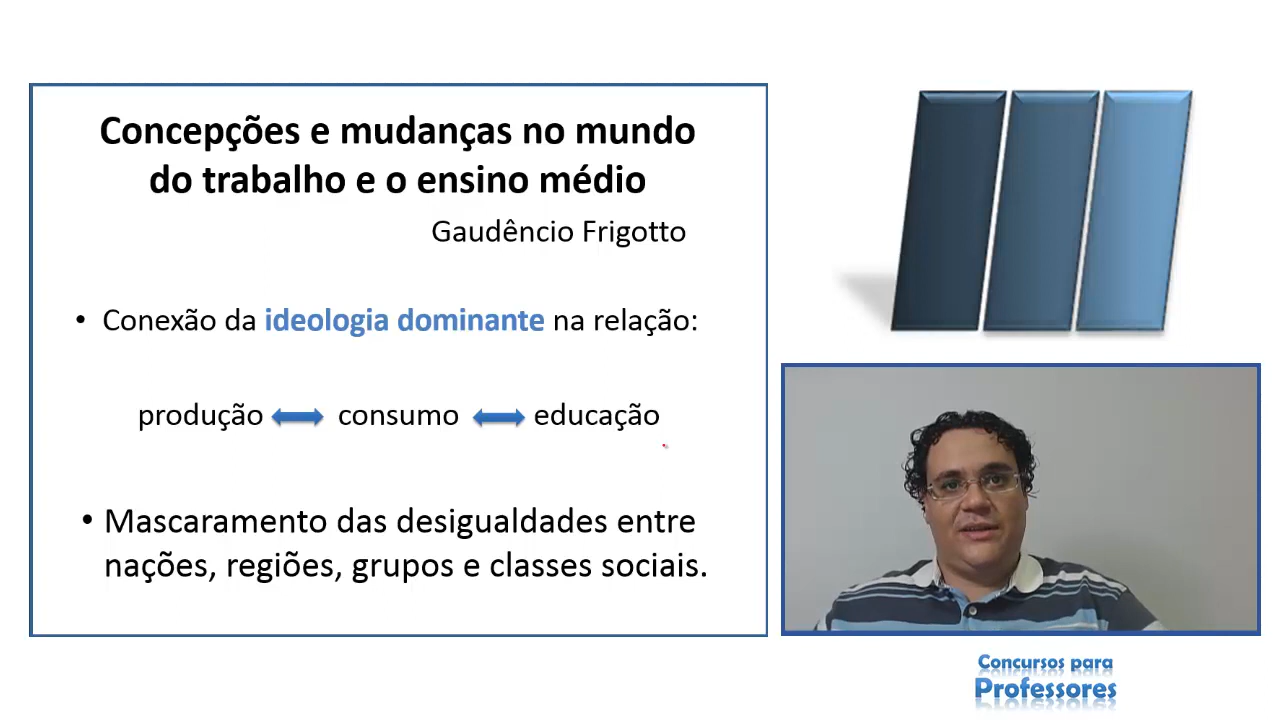 Concepções e mudanças no mundo
do trabalho e o ensino médio
Gaudêncio Frigotto
• Conexão da ideologia dominante na relação:
produção consumo educação
• Mascaramento das desigualdades entre
nações, regiões, grupos e classes sociais.
Concursos para
Professores